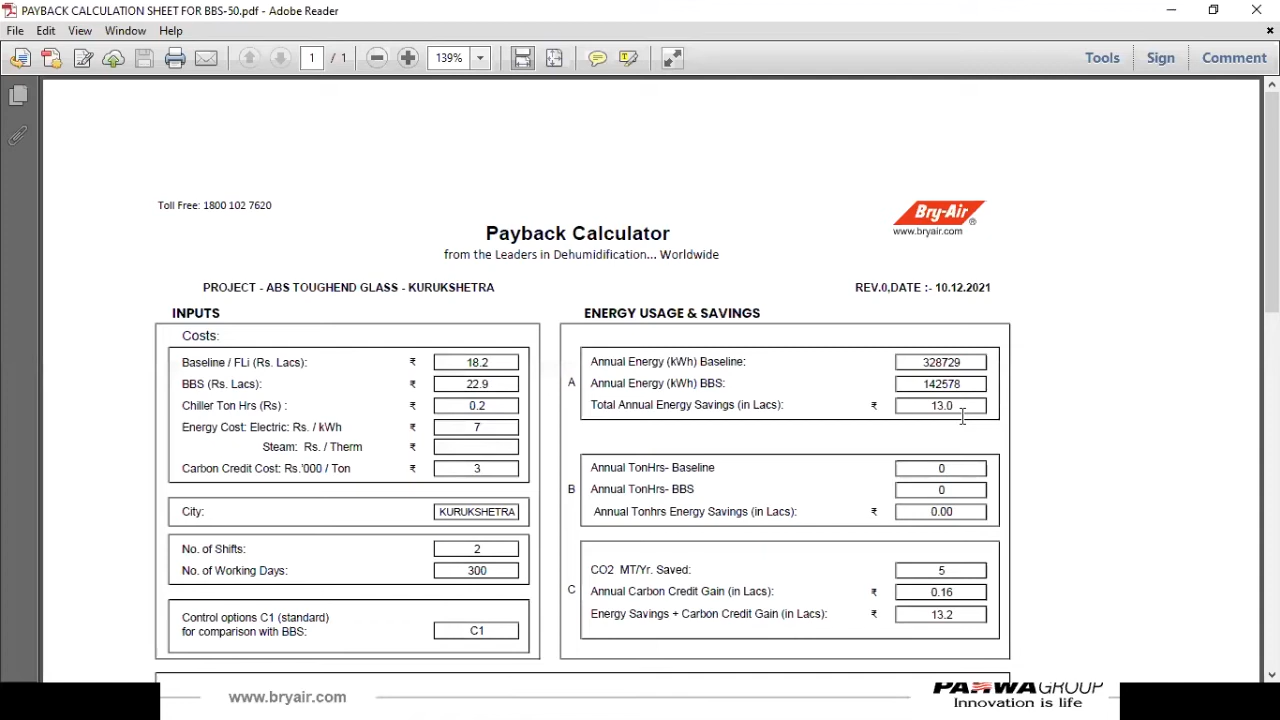 PAYBACK CALCULATION SHEET FOR BBS-50.pdf - Adobe Reader
File Edit View Window Help
1 / 1 139% Tools Sign Comment
Toll Free: 1800 102 7620
Bry-Air ®
www.bryair.com
Payback Calculator
from the Leaders in Dehumidification... Worldwide
PROJECT - ABS TOUGHEND GLASS - KURUKSHETRA
REV.0,DATE :- 10.12.2021
INPUTS
Costs:
Baseline / FLi (Rs. Lacs): ₹ 18.2
BBS (Rs. Lacs): ₹ 22.9
Chiller Ton Hrs (Rs) : ₹ 0.2
Energy Cost: Electric: Rs. / kWh ₹ 7
Steam: Rs. / Therm ₹
Carbon Credit Cost: Rs.'000 / Ton ₹ 3
City: KURUKSHETRA
No. of Shifts: 2
No. of Working Days: 300
Control options C1 (standard)
for comparison with BBS: C1
ENERGY USAGE & SAVINGS
Annual Energy (kWh) Baseline: 328729
A Annual Energy (kWh) BBS: 142578
Total Annual Energy Savings (in Lacs): ₹ 13.0
Annual TonHrs- Baseline 0
B Annual TonHrs- BBS 0
Annual Tonhrs Energy Savings (in Lacs): ₹ 0.00
CO2 MT/Yr. Saved: 5
C Annual Carbon Credit Gain (in Lacs): ₹ 0.16
Energy Savings + Carbon Credit Gain (in Lacs): ₹ 13.2
www.bryair.com
PAHWA GROUP
Innovation is life